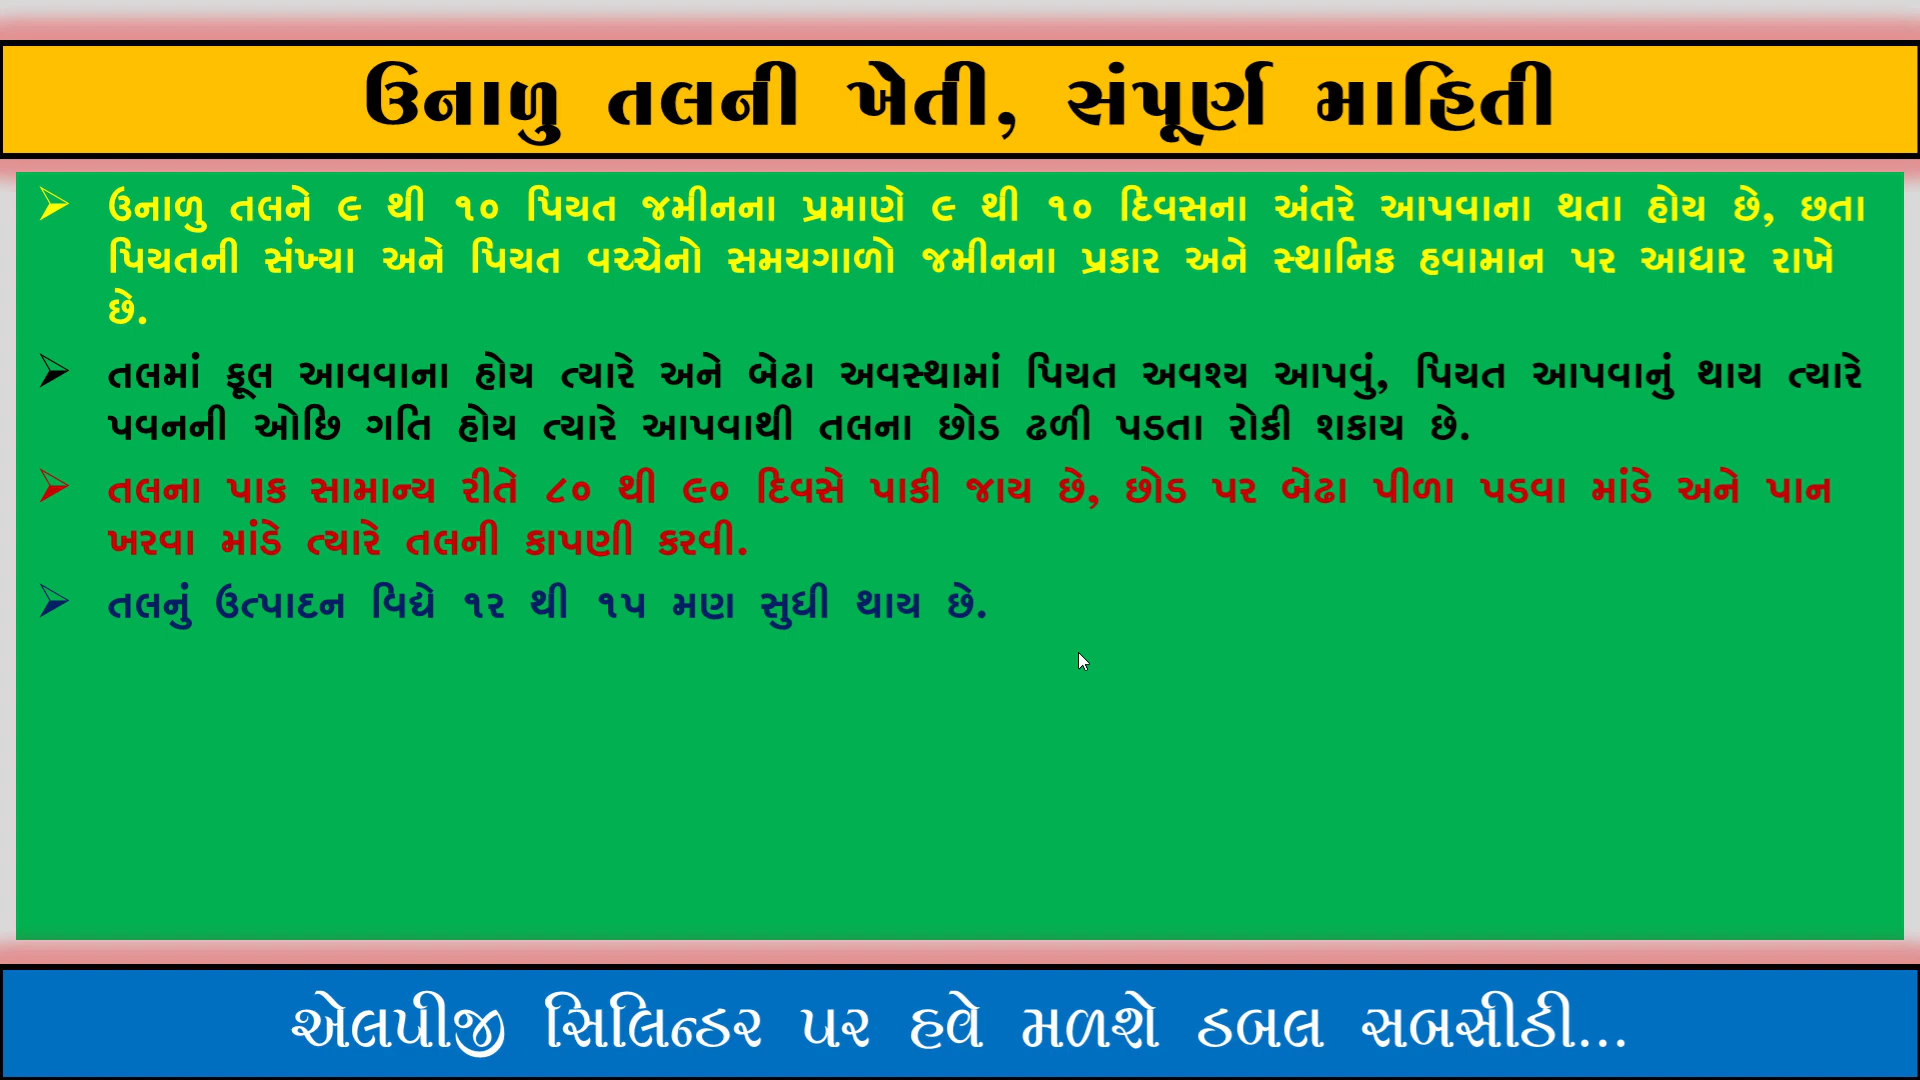 ઉનાળુ તલની ખેતી, સંપૂર્ણ માહિતી
ઉનાળુ તલને ૯ થી ૧૦ પિયત જમીનના પ્રમાણે ૯ થી ૧૦ દિવસના અંતરે આપવાના થતા હોય છે, છતા
પિયતની સંખ્યા અને પિયત વચ્ચેનો સમયગાળો જમીનના પ્રકાર અને સ્થાનિક હવામાન પર આધાર રાખે
છે.
તલમાં ફૂલ આવવાના હોય ત્યારે અને બેઢા અવસ્થામાં પિયત અવશ્ય આપવું, પિયત આપવાનું થાય ત્યારે
પવનની ઓછિ ગતિ હોય ત્યારે આપવાથી તલના છોડ ઢળી પડતા રોકી શકાય છે.
તલના પાક સામાન્ય રીતે ૮૦ થી ૯૦ દિવસે પાકી જાય છે, છોડ પર બેઢા પીળા પડવા માંડે અને પાન
ખરવા માંડે ત્યારે તલની કાપણી કરવી.
તલનું ઉત્પાદન વિઘે ૧૨ થી ૧૫ મણ સુધી થાય છે.
એલપીજી સિલિન્ડર પર હવે મળશે ડબલ સબસીડી...